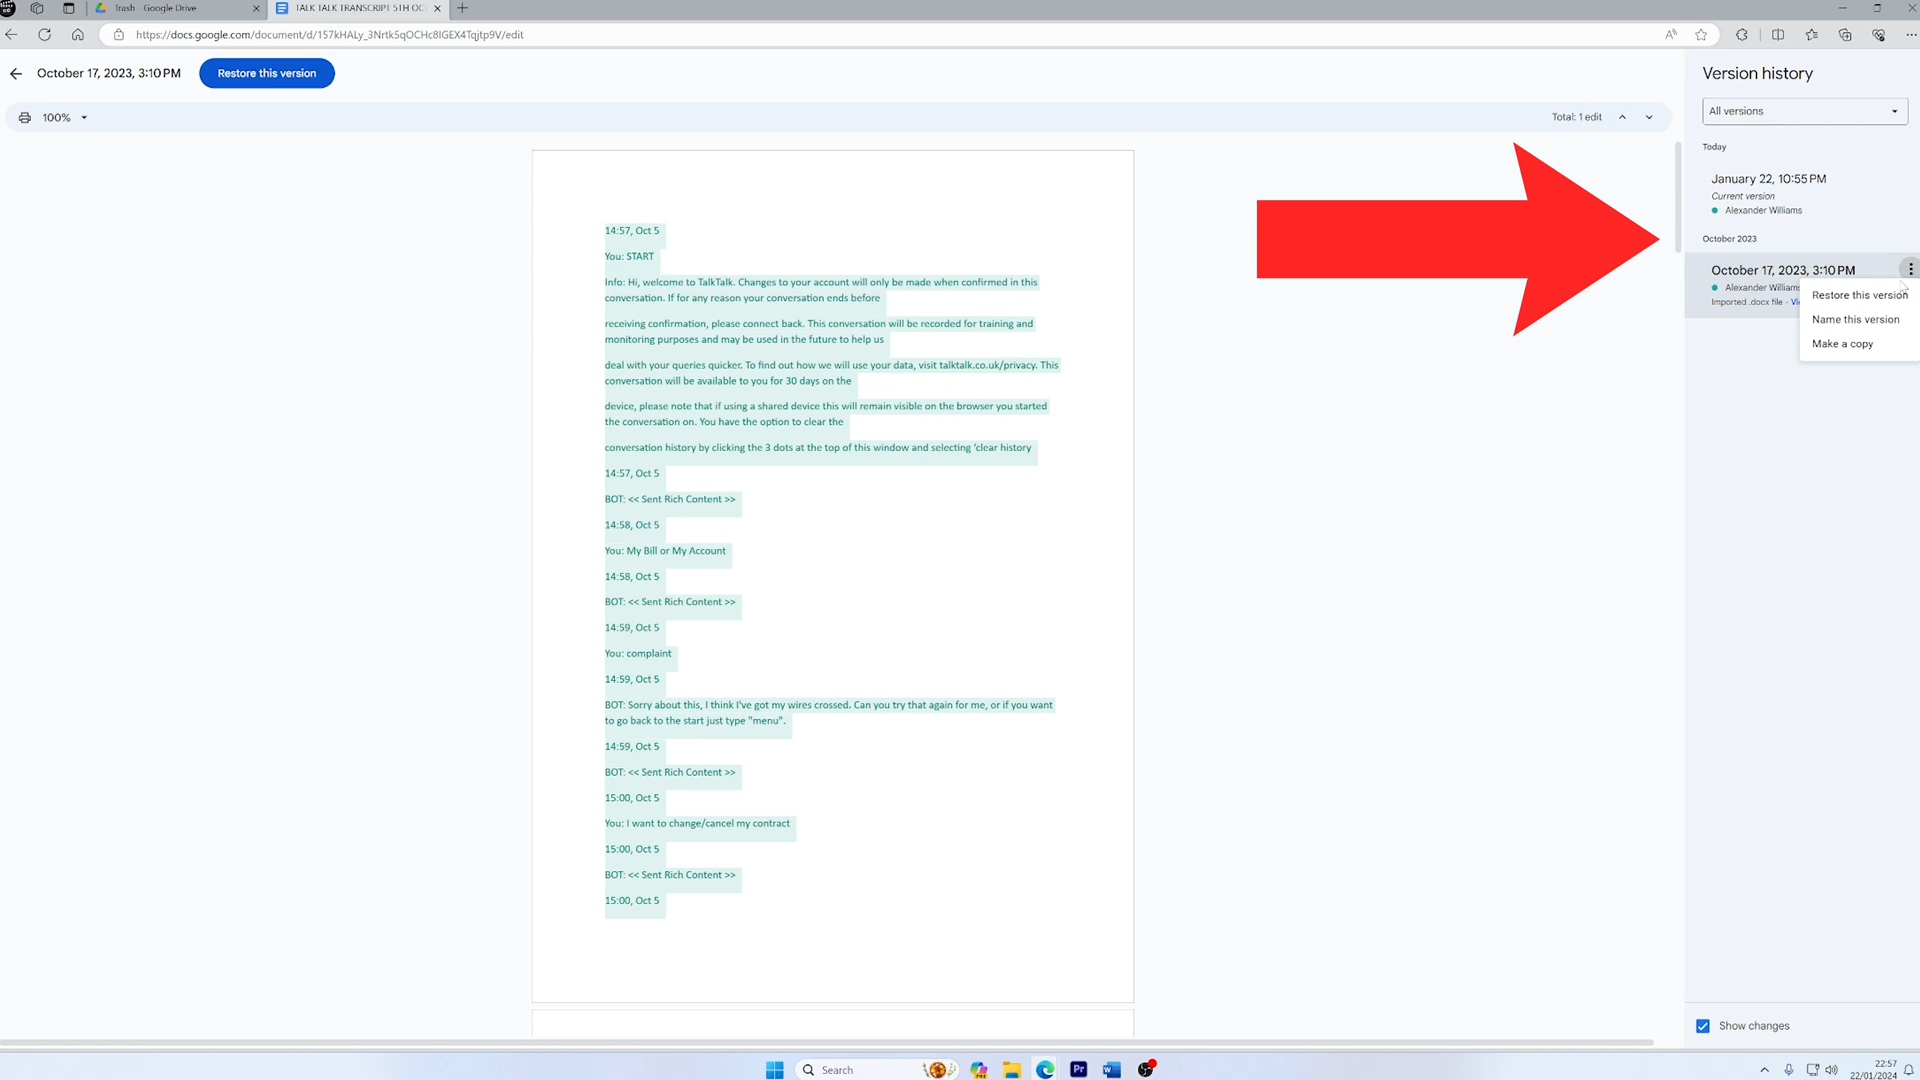 Trash - Google Drive
TALK TALK TRANSCRIPT 5TH OC
https://docs.google.com/document/d/157kHALy_3Nrtk5qOCHc8IGEX4Tqjtp9V/edit
October 17, 2023, 3:10 PM
Restore this version
100%
Total: 1 edit
14:57, Oct 5
You: START
Info: Hi, welcome to TalkTalk. Changes to your account will only be made when confirmed in this
conversation. If for any reason your conversation ends before
receiving confirmation, please connect back. This conversation will be recorded for training and
monitoring purposes and may be used in the future to help us
deal with your queries quicker. To find out how we will use your data, visit talktalk.co.uk/privacy. This
conversation will be available to you for 30 days on the
device, please note that if using a shared device this will remain visible on the browser you started
the conversation on. You have the option to clear the
conversation history by clicking the 3 dots at the top of this window and selecting 'clear history
14:57, Oct 5
BOT: << Sent Rich Content >>
14:58, Oct 5
You: My Bill or My Account
14:58, Oct 5
BOT: << Sent Rich Content >>
14:59, Oct 5
You: complaint
14:59, Oct 5
BOT: Sorry about this, I think I've got my wires crossed. Can you try that again for me, or if you want
to go back to the start just type "menu".
14:59, Oct 5
BOT: << Sent Rich Content >>
15:00, Oct 5
You: I want to change/cancel my contract
15:00, Oct 5
BOT: << Sent Rich Content >>
15:00, Oct 5
Version history
All versions
Today
January 22, 10:55 PM
Current version
Alexander Williams
October 2023
October 17, 2023, 3:10 PM
Alexander Williams
Imported .docx file - Vi
Restore this version
Name this version
Make a copy
Show changes
Search
Pr
W
22:57
22/01/2024